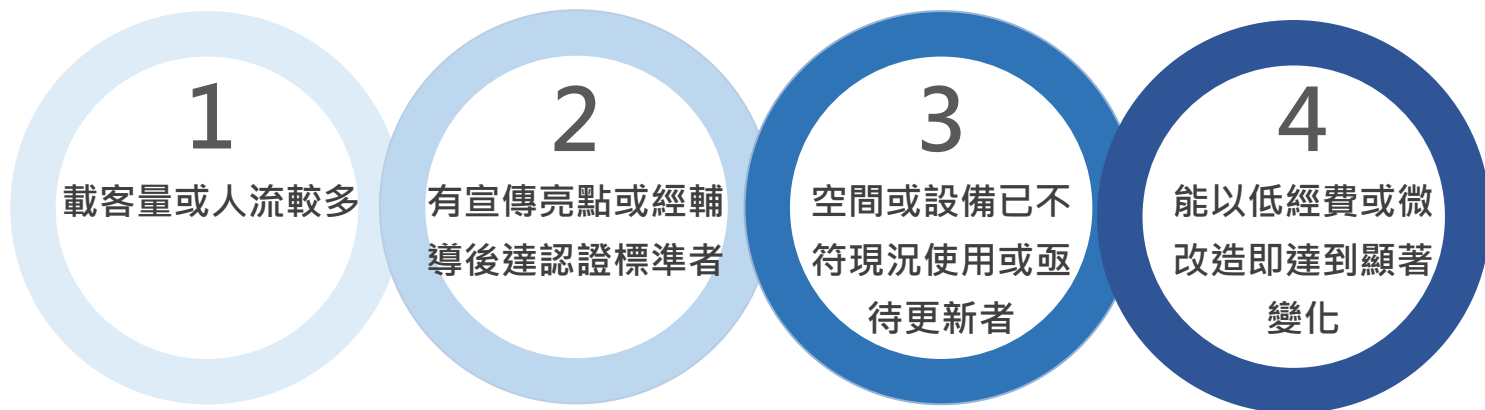 1
載客量或人流較多
2
有宣傳亮點或經輔
導後達認證標準者
3
空間或設備已不
符現況使用或亟
待更新者
4
能以低經費或微
改造即達到顯著
變化